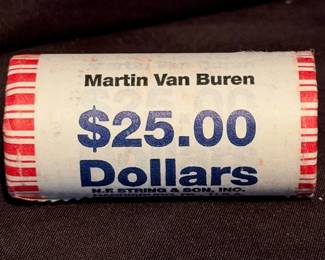 Martin Van Buren
$25.00
Dollars
N.F. STRING & SON, INC.